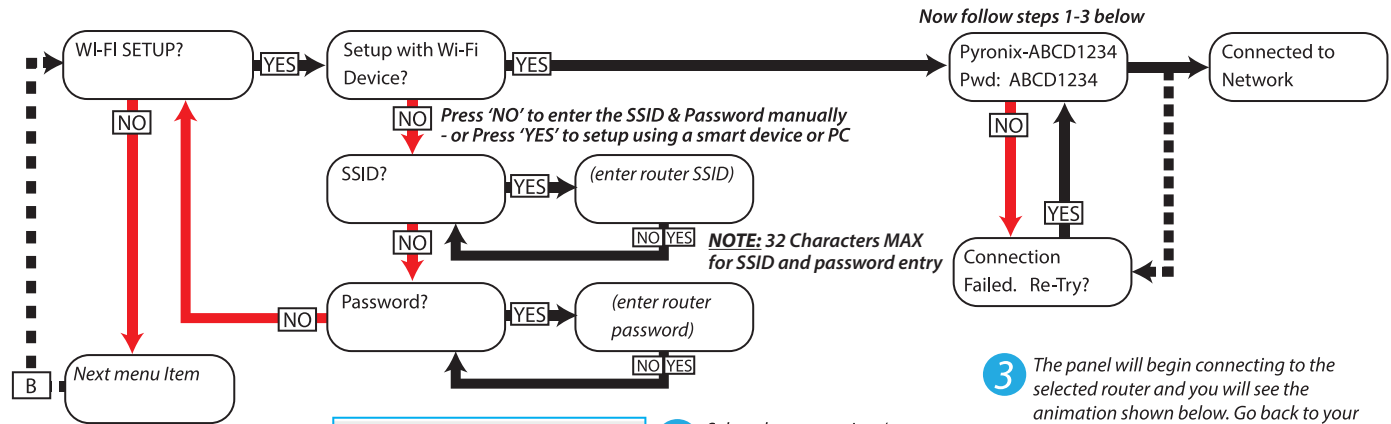 Now follow steps 1-3 below
WI-FI SETUP?
YES
Setup with Wi-Fi
Device?
YES
Pyronix-ABCD1234
Pwd: ABCD1234
Connected to
Network
NO
NO
Press 'NO' to enter the SSID & Password manually
- or Press 'YES' to setup using a smart device or PC
NO
SSID?
YES
(enter router SSID)
YES
NO
NO YES
NOTE: 32 Characters MAX
for SSID and password entry
Connection
Failed. Re-Try?
Password?
NO
YES
(enter router
password)
NO YES
B
Next menu Item
3
The panel will begin connecting to the
selected router and you will see the
animation shown below. Go back to your